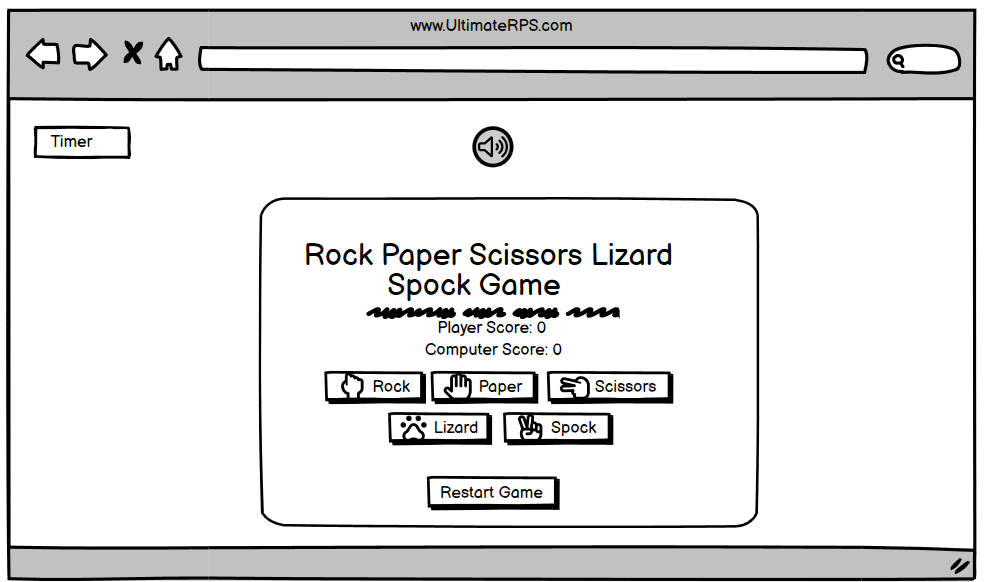 www.UltimateRPS.com
Timer
Rock Paper Scissors Lizard
Spock Game
Player Score: 0
Computer Score: 0
Rock Paper Scissors
Lizard Spock
Restart Game